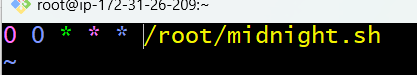 root@ip-172-31-26-209:~
0 0 * * * /root/midnight.sh
~